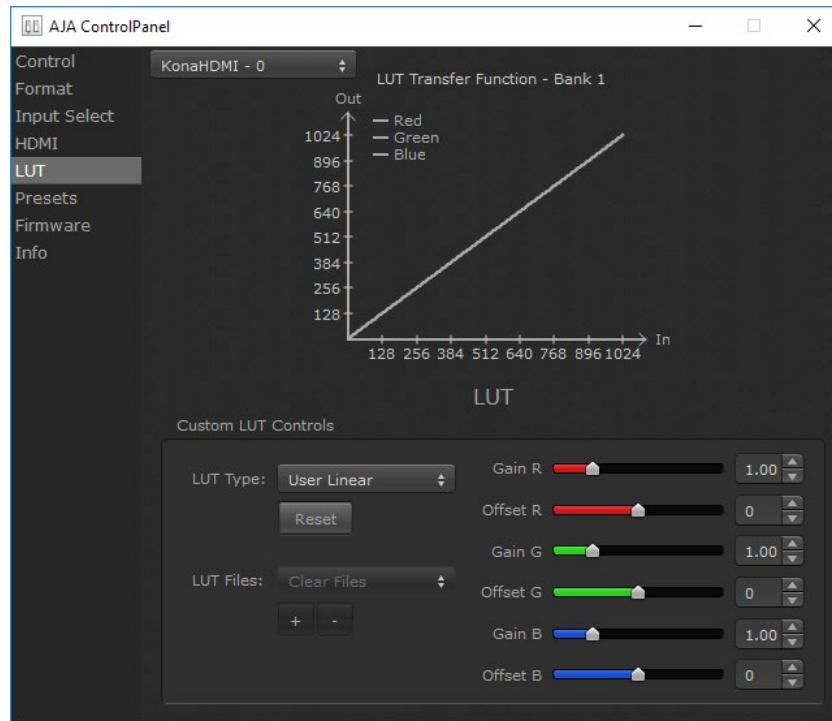 AJA ControlPanel
Control
Format
Input Select
HDMI
LUT
Presets
Firmware
Info
KonaHDMI - 0
LUT Transfer Function - Bank 1
Out
Red
Green
Blue
1024
896
768
640
512
384
256
128
128 256 384 512 640 768 896 1024
In
LUT
Custom LUT Controls
LUT Type: User Linear
Reset
LUT Files: Clear Files
+ -
Gain R 1.00
Offset R 0
Gain G 1.00
Offset G 0
Gain B 1.00
Offset B 0